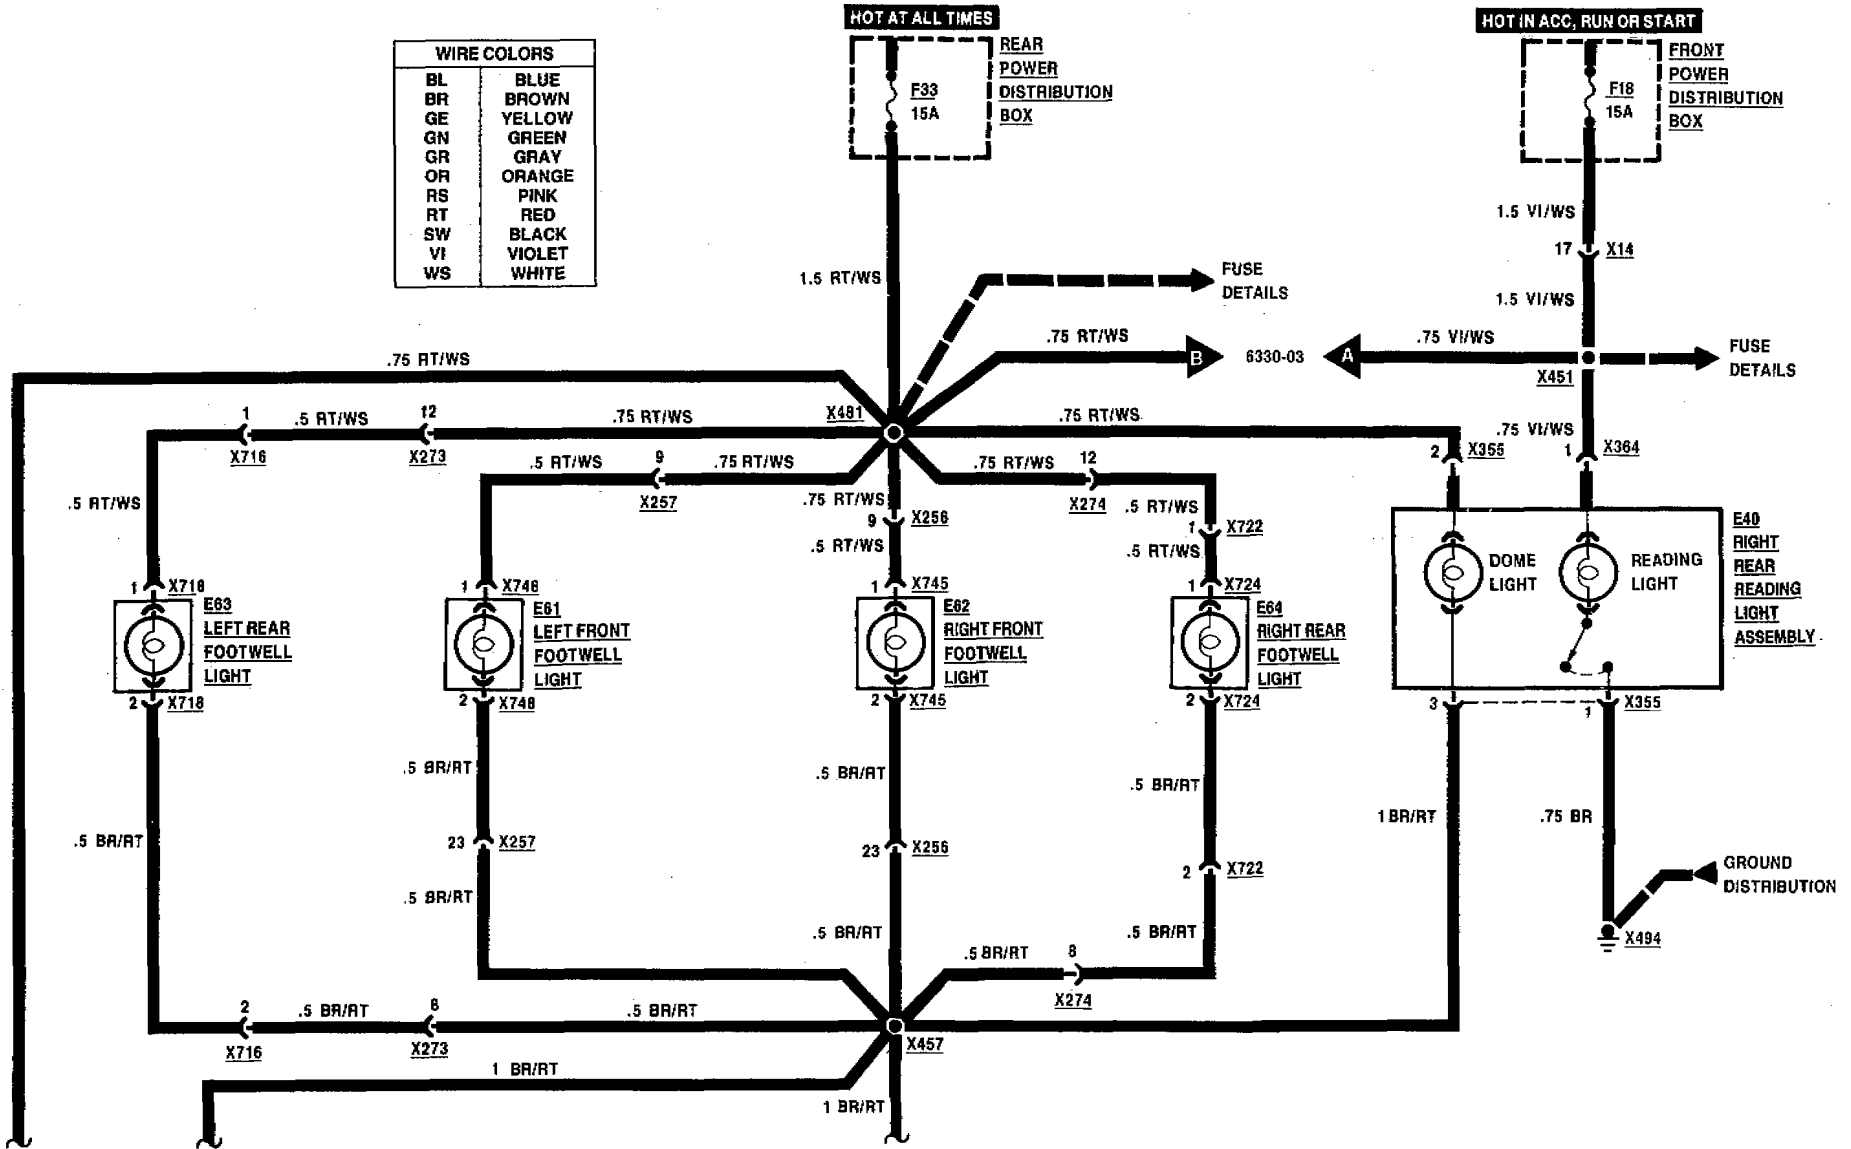 HOT AT ALL TIMES
HOT IN ACC, RUN OR START
WIRE COLORS
BL BLUE
BR BROWN
GE YELLOW
GN GREEN
GR GRAY
OR ORANGE
RS PINK
RT RED
SW BLACK
VI VIOLET
WS WHITE
F33
15A
REAR
POWER
DISTRIBUTION
BOX
F18
15A
FRONT
POWER
DISTRIBUTION
BOX
1.5 VI/WS
17 X14
1.5 RT/WS
FUSE
DETAILS
1.5 VI/WS
.75 RT/WS
B
6330-03
A
.75 VI/WS
FUSE
DETAILS
X451
.75 RT/WS
X481
1
.5 RT/WS
12
.75 RT/WS
.75 RT/WS
.75 VI/WS
X716
X273
2 X355
1 X364
.5 RT/WS
9
.75 RT/WS
X257
.75 RT/WS
12
X274
.75 RT/WS
9 X256
.5 RT/WS
.5 RT/WS
1 X722
.5 RT/WS
.5 RT/WS
1 X718
1 X748
1 X745
1 X724
E63
LEFT REAR
FOOTWELL
LIGHT
E61
LEFT FRONT
FOOTWELL
LIGHT
E62
RIGHT FRONT
FOOTWELL
LIGHT
E64
RIGHT REAR
FOOTWELL
LIGHT
DOME
LIGHT
READING
LIGHT
E40
RIGHT
REAR
READING
LIGHT
ASSEMBLY
2 X718
2 X748
2 X745
2 X724
3
1
X355
.5 BR/RT
.5 BR/RT
.5 BR/RT
.5 BR/RT
1 BR/RT
.75 BR
23 X257
23 X256
2 X722
GROUND
DISTRIBUTION
.5 BR/RT
.5 BR/RT
.5 BR/RT
X494
.5 BR/RT
8
X274
2
.5 BR/RT
8
.5 BR/RT
X716
X273
X457
1 BR/RT
1 BR/RT